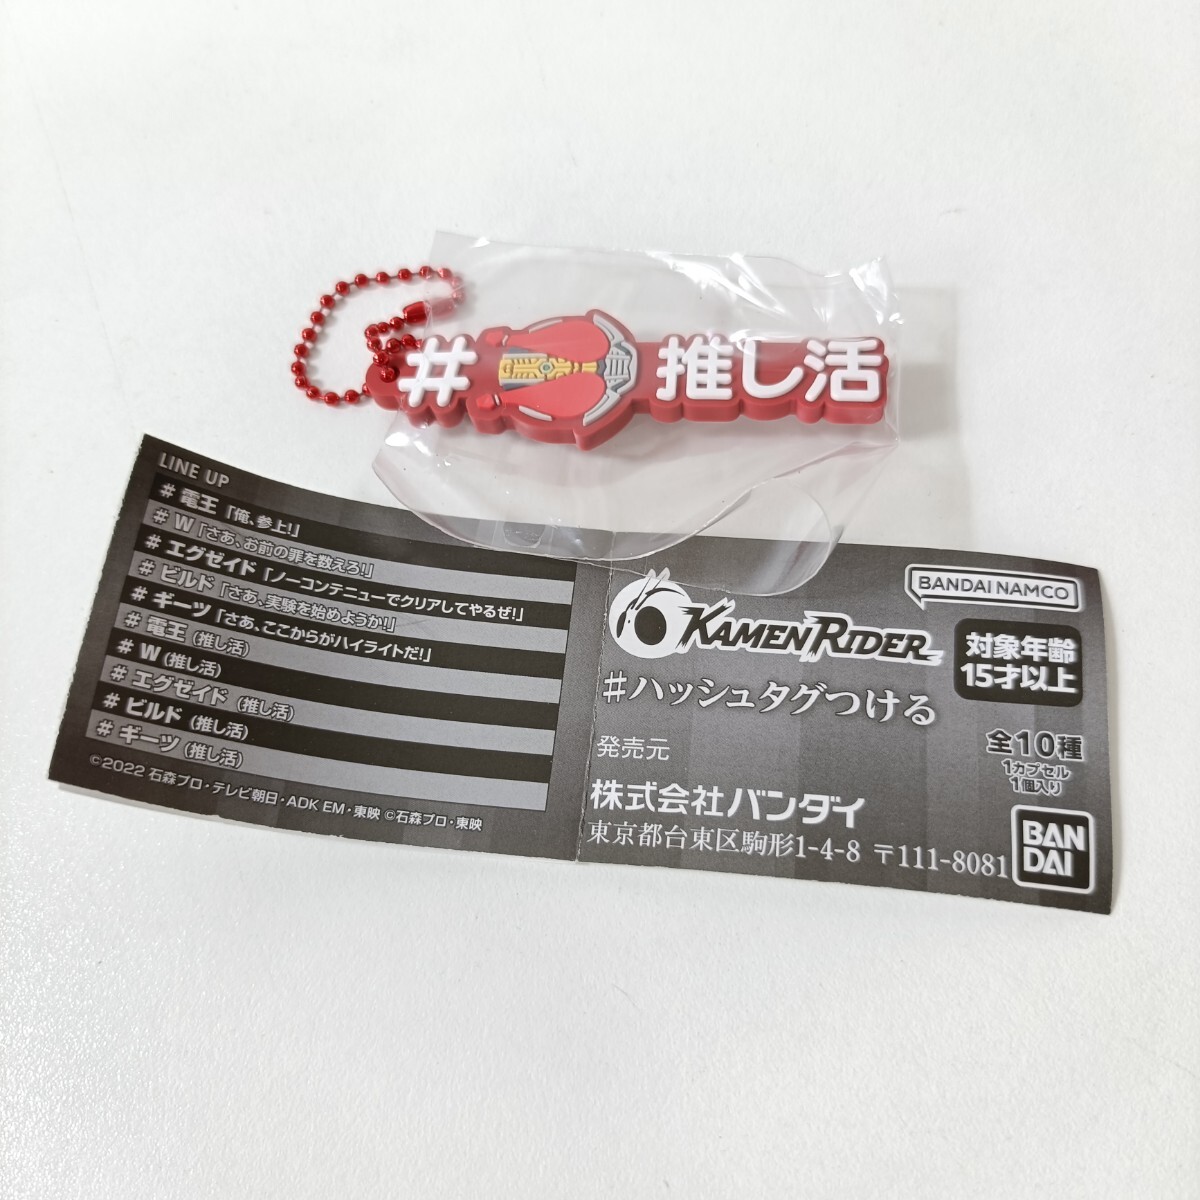 # 推し活
LINE UP
# 電王「俺、参上!」
# W「さあ、お前の罪を数えろ!」
# エグゼイド「ノーコンテニューでクリアしてやるぜ!」
# ビルド「さあ、実験を始めようか!」
# ギーツ「さあ、ここからがハイライトだ!」
# 電王(推し活)
# W(推し活)
# エグゼイド(推し活)
# ビルド(推し活)
# ギーツ(推し活)
©2022 石森プロ・テレビ朝日・ADK EM・東映 ©石森プロ・東映
BANDAI NAMCO
KAMEN RIDER
対象年齢
15才以上
#ハッシュタグつける
全10種
1カプセル
1個入り
発売元
株式会社バンダイ
東京都台東区駒形1-4-8 〒111-8081
BAN
DAI